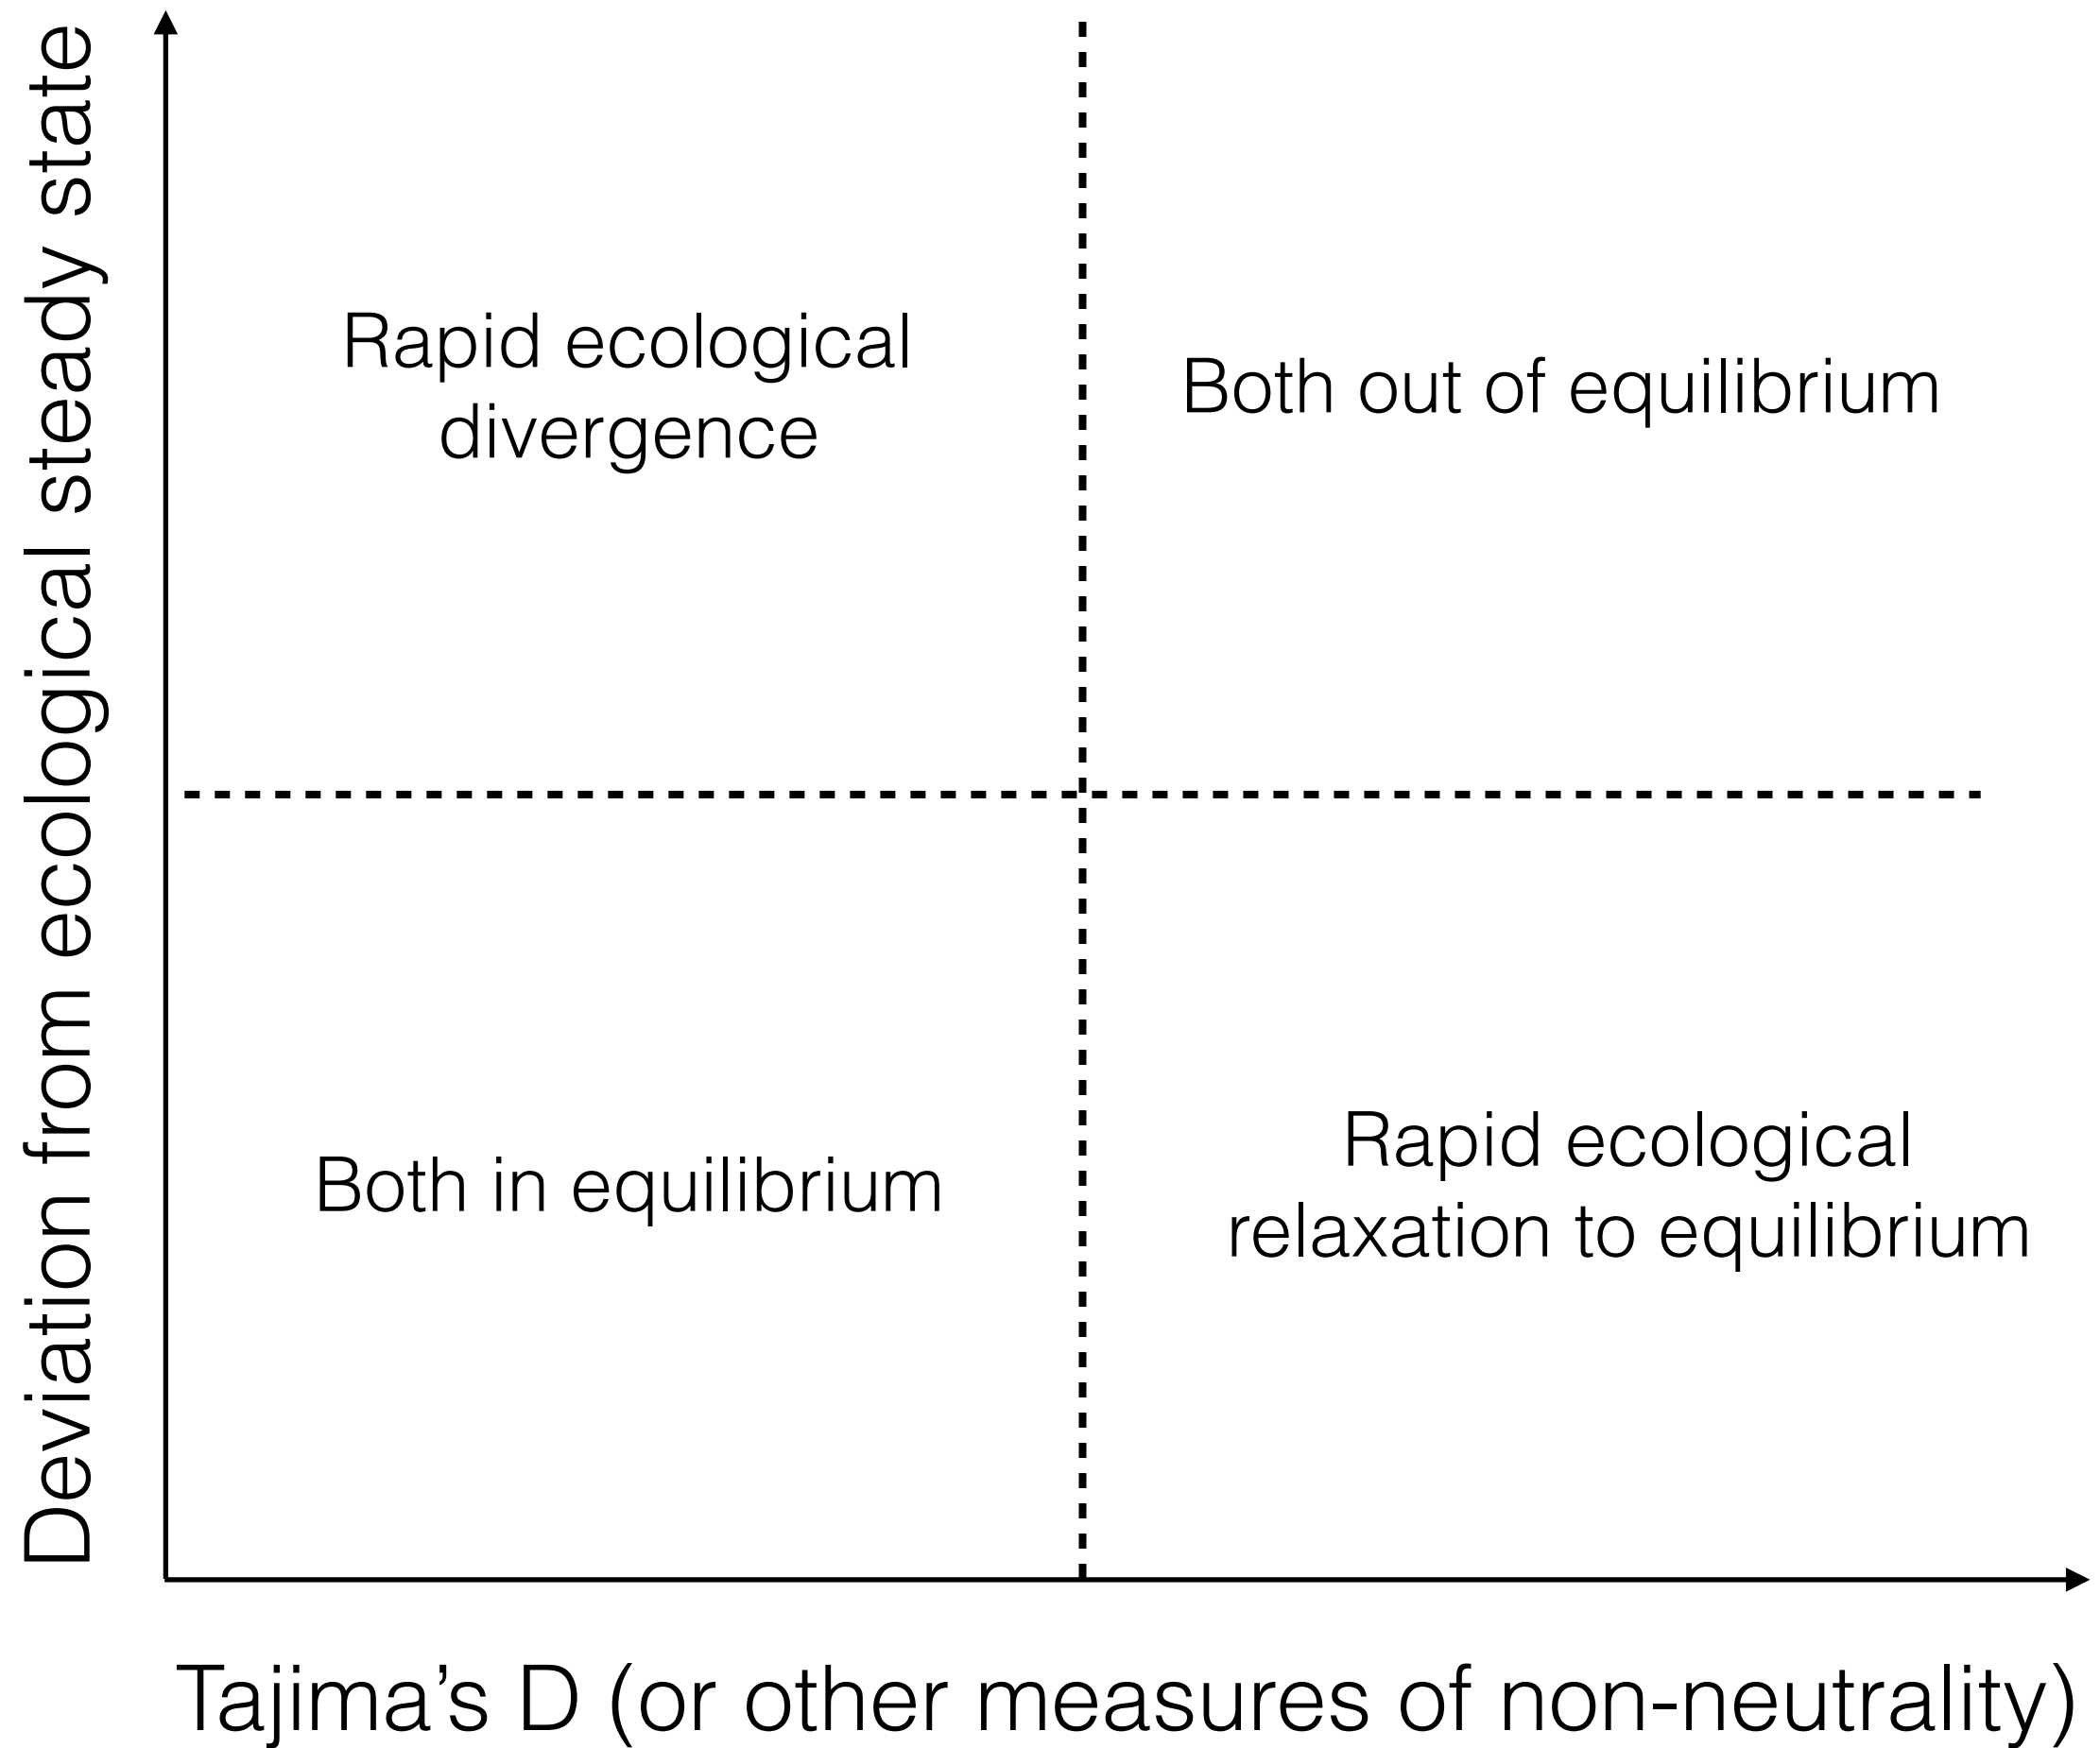 Deviation from ecological steady state
Rapid ecological
divergence
Both out of equilibrium
Both in equilibrium
Rapid ecological
relaxation to equilibrium
Tajima’s D (or other measures of non-neutrality)